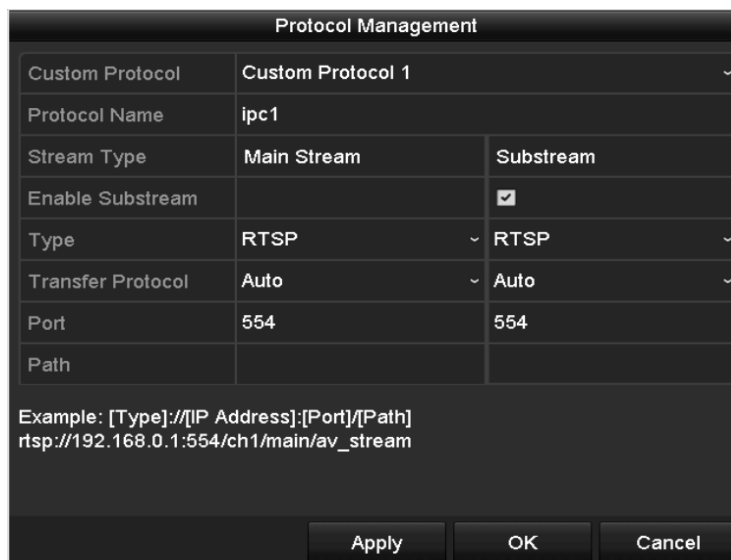 Protocol Management
Custom Protocol Custom Protocol 1
Protocol Name ipc1
Stream Type Main Stream Substream
Enable Substream
Type RTSP RTSP
Transfer Protocol Auto Auto
Port 554 554
Path
Example: [Type]://[IP Address]:[Port]/[Path]
rtsp://192.168.0.1:554/ch1/main/av_stream
Apply OK Cancel